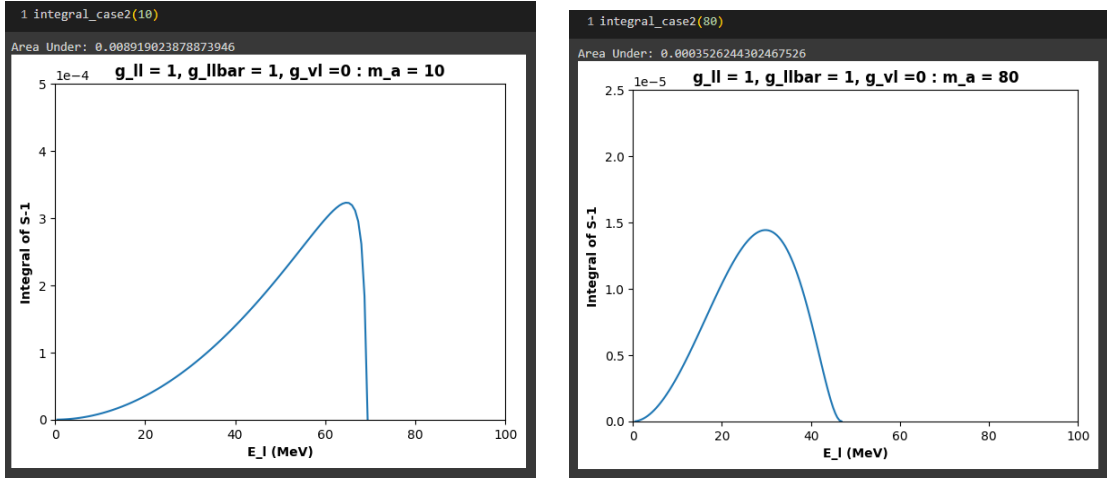 1 integral_case2(10)
Area Under: 0.008919023878873946
g_ll = 1, g_llbar = 1, g_vl =0 : m_a = 10
1e−4
5
4
3
2
1
0
Integral of S-1
0 20 40 60 80 100
E_l (MeV)
1 integral_case2(80)
Area Under: 0.0003526244302467526
g_ll = 1, g_llbar = 1, g_vl =0 : m_a = 80
1e−5
2.5
2.0
1.5
1.0
0.5
0.0
Integral of S-1
0 20 40 60 80 100
E_l (MeV)